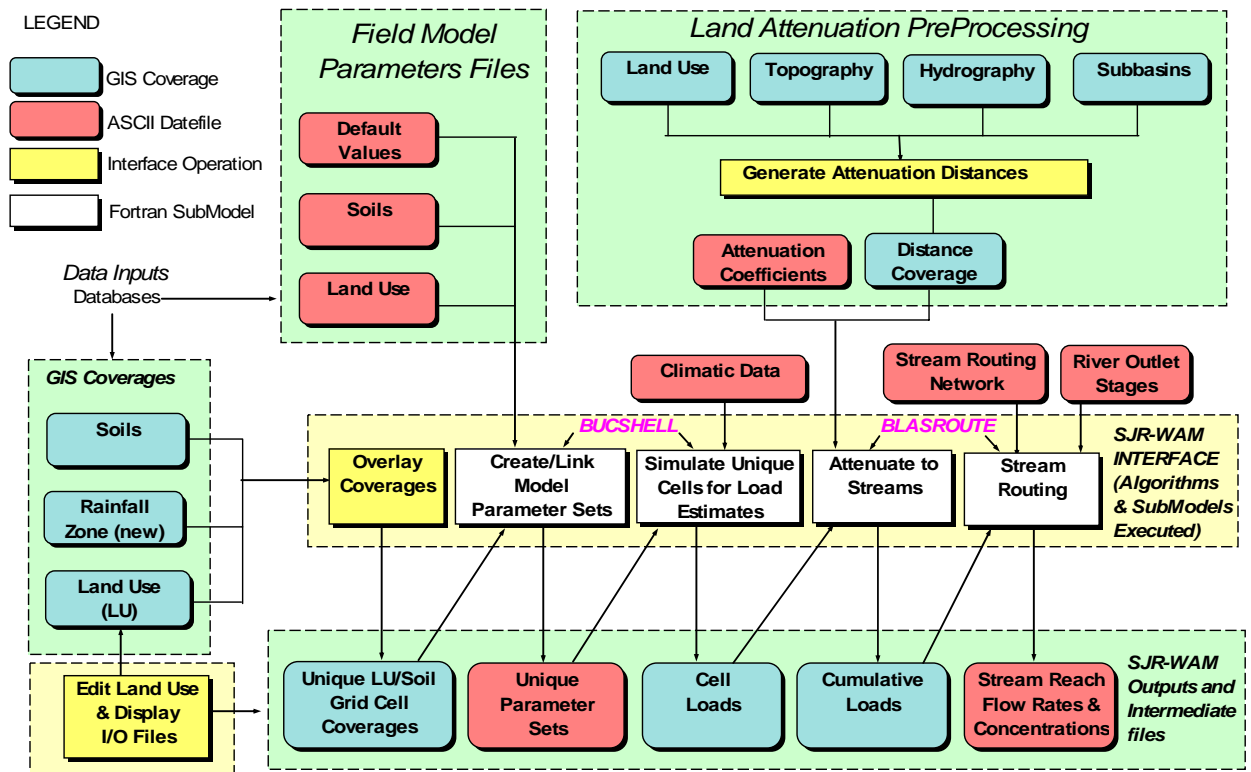 LEGEND
GIS Coverage
ASCII Datefile
Interface Operation
Fortran SubModel
Field Model
Parameters Files
Default
Values
Soils
Land Use
Land Attenuation PreProcessing
Land Use
Topography
Hydrography
Subbasins
Generate Attenuation Distances
Attenuation
Coefficients
Distance
Coverage
Data Inputs
Databases
GIS Coverages
Soils
Rainfall
Zone (new)
Land Use
(LU)
Climatic Data
Stream Routing
Network
River Outlet
Stages
BUCSHELL
BLASROUTE
Overlay
Coverages
Create/Link
Model
Parameter Sets
Simulate Unique
Cells for Load
Estimates
Attenuate to
Streams
Stream
Routing
SJR-WAM
INTERFACE
(Algorithms
& SubModels
Executed)
Edit Land Use
& Display
I/O Files
Unique LU/Soil
Grid Cell
Coverages
Unique
Parameter
Sets
Cell
Loads
Cumulative
Loads
Stream Reach
Flow Rates &
Concentrations
SJR-WAM
Outputs and
Intermediate
files